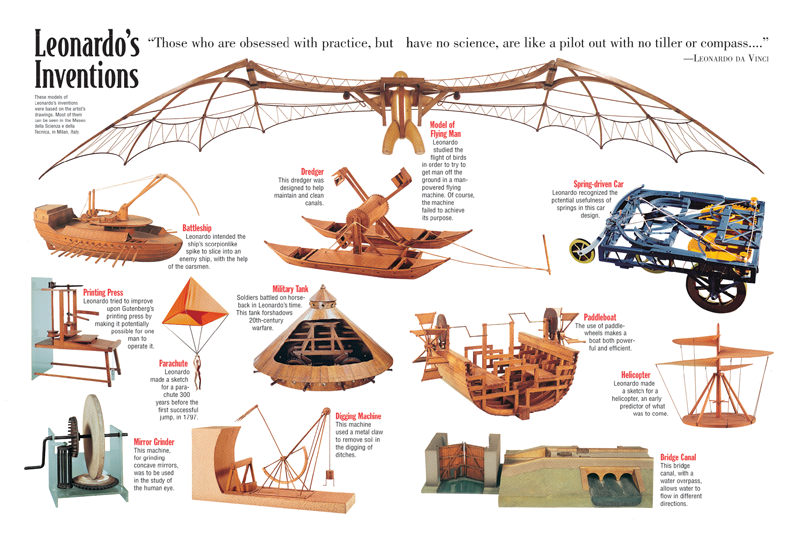 Leonardo's
Inventions
“Those who are obsessed with practice, but have no science, are like a pilot out with no tiller or compass....”
—Leonardo da Vinci
These models of
Leonardo's inventions
were based on the artist's
drawings. Most of them
can be seen in the Museo
della Scienza e della
Tecnica, in Milan, Italy.
Model of
Flying Man
Leonardo
studied the
flight of birds
in order to try to
get man off the
ground in a man-
powered flying
machine. Of course,
the machine
failed to achieve
its purpose.
Dredger
This dredger was
designed to help
maintain and clean
canals.
Spring-driven Car
Leonardo recognized the
potential usefulness of
springs in this car
design.
Battleship
Leonardo intended the
ship's scorpionlike
spike to slice into an
enemy ship, with the help
of the oarsmen.
Printing Press
Leonardo tried to improve
upon Gutenberg's
printing press by
making it potentially
possible for one
man to
operate it.
Military Tank
Soldiers battled on horse-
back in Leonardo's time.
This tank forshadows
20th-century
warfare.
Paddleboat
The use of paddle-
wheels makes a
boat both power-
ful and efficient.
Parachute
Leonardo
made a sketch
for a para-
chute 300
years before the
first successful
jump, in 1797.
Helicopter
Leonardo made
a sketch for a
helicopter, an early
predictor of what
was to come.
Mirror Grinder
This machine,
for grinding
concave mirrors,
was to be used
in the study of
the human eye.
Digging Machine
This machine
used a metal claw
to remove soil in
the digging of
ditches.
Bridge Canal
This bridge
canal, with a
water overpass,
allows water to
flow in different
directions.